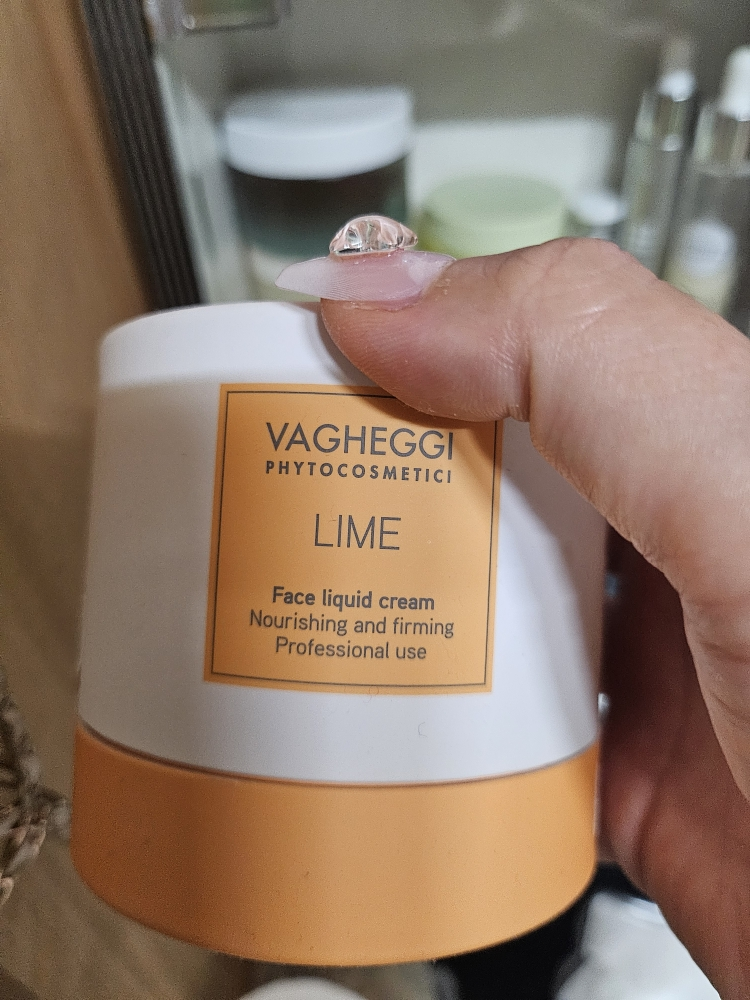 VAGHEGGI
PHYTOCOSMETICI
LIME
Face liquid cream
Nourishing and firming
Professional use